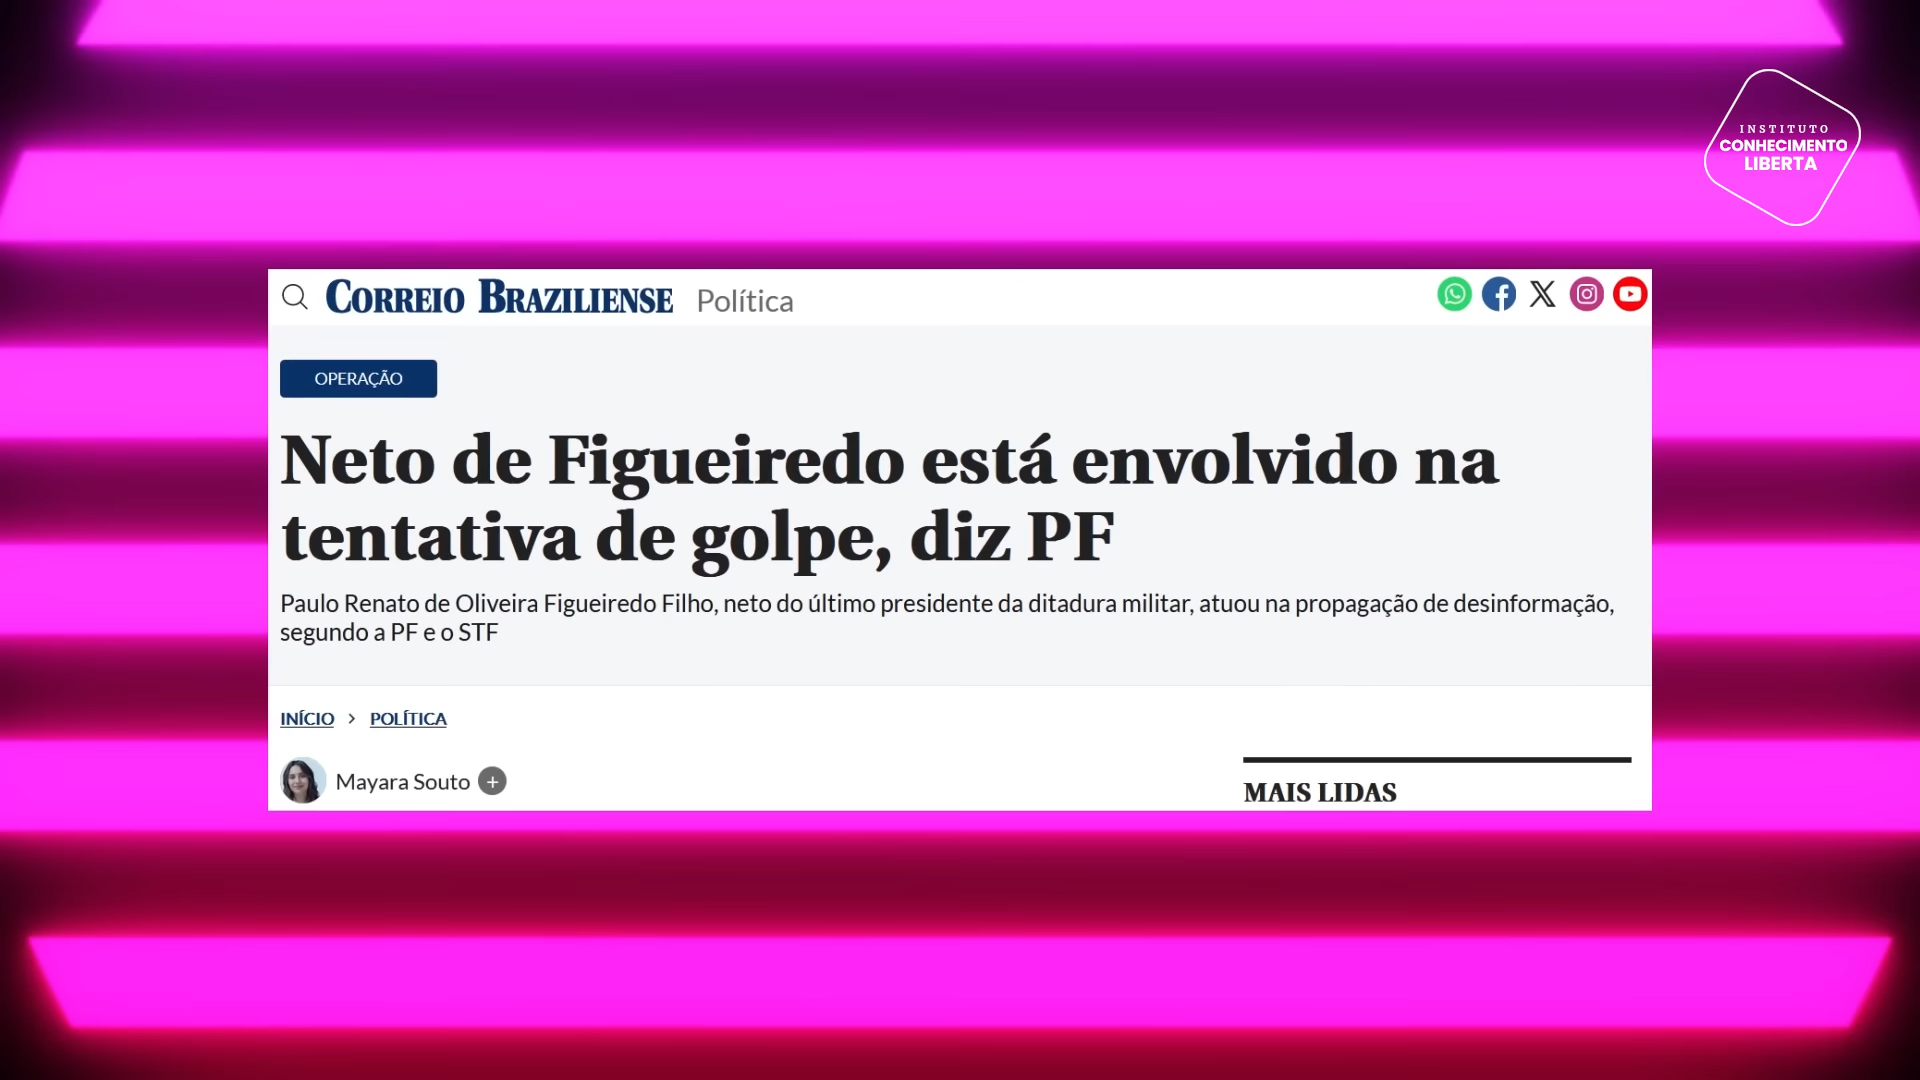 INSTITUTO
CONHECIMENTO
LIBERTA
CORREIO BRAZILIENSE Política
OPERAÇÃO
Neto de Figueiredo está envolvido na
tentativa de golpe, diz PF
Paulo Renato de Oliveira Figueiredo Filho, neto do último presidente da ditadura militar, atuou na propagação de desinformação,
segundo a PF e o STF
INÍCIO > POLÍTICA
Mayara Souto +
MAIS LIDAS